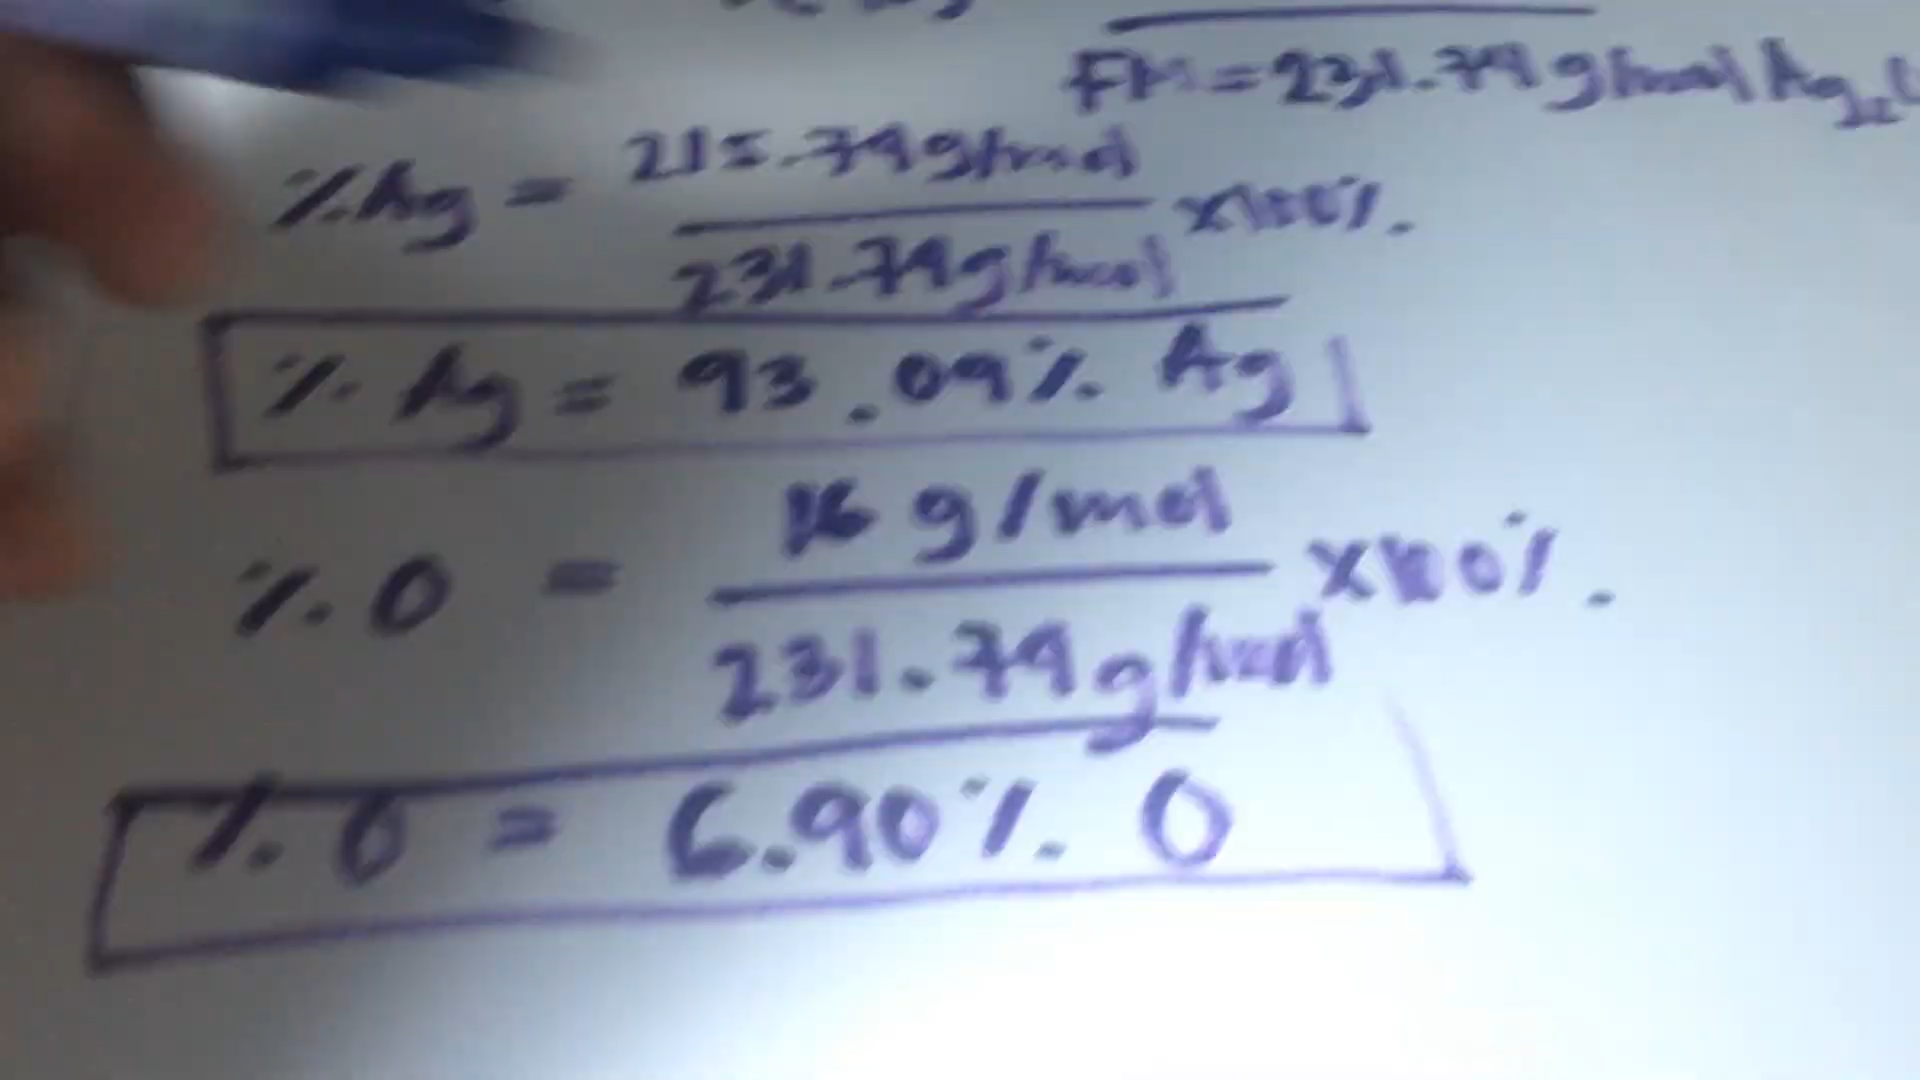 FM = 231.74 g/mol Ag₂
%Ag = 215.74 g/mol
x100%.
231.74 g/mol
% Ag = 93.09% Ag
16 g/mol
% O = x100%.
231.74 g/mol
% O = 6.90% O